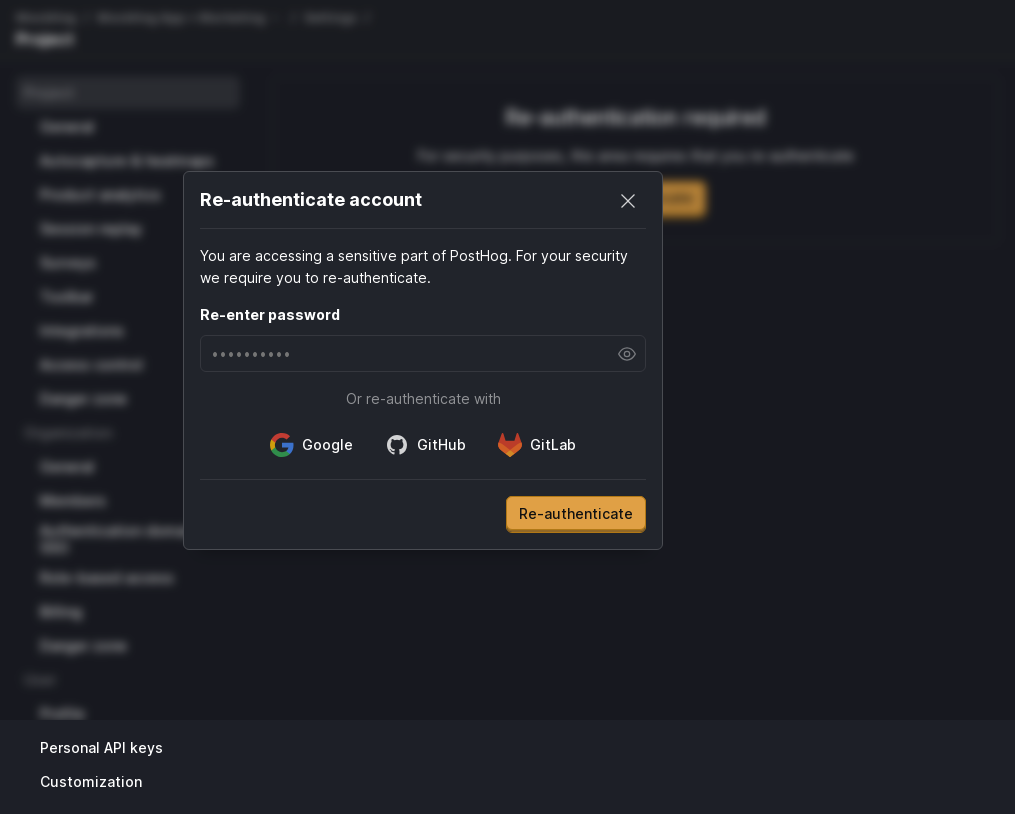 Project
Project
General
Autocapture & heatmaps
Product analytics
Session replay
Surveys
Toolbar
Integrations
Access control
Danger zone
Organization
General
Members
Authentication
SSO
Role-based access
Billing
Danger zone
User
Profile
Personal API keys
Customization
Re-authentication required
For security purposes, this area requires that you re-authenticate.
Re-authenticate account
You are accessing a sensitive part of PostHog. For your security
we require you to re-authenticate.
Re-enter password
••••••••••
Or re-authenticate with
Google GitHub GitLab
Re-authenticate